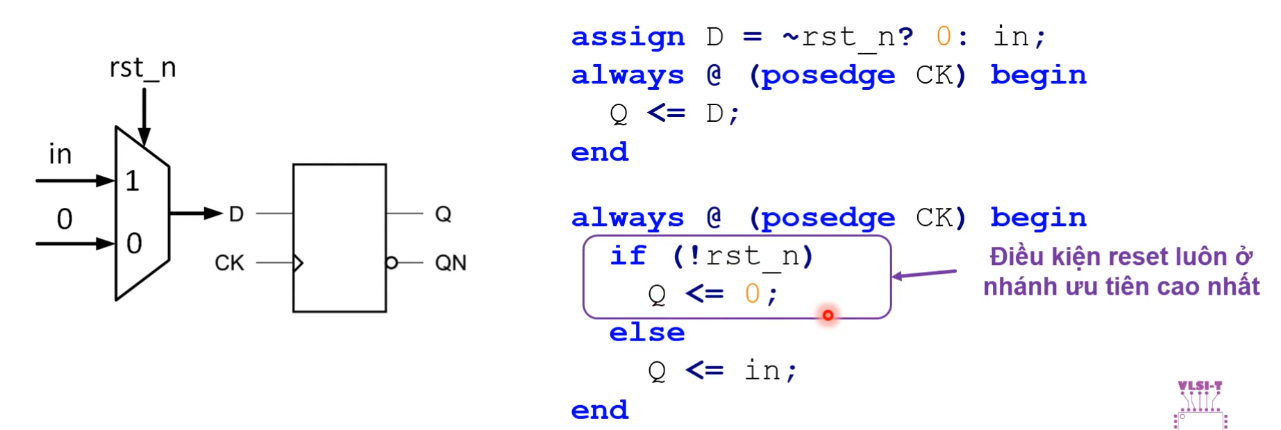 rst_n
in
1
0
0
D
CK
Q
QN
assign D = ~rst_n? 0: in;
always @ (posedge CK) begin
Q <= D;
end
always @ (posedge CK) begin
if (!rst_n)
Q <= 0;
else
Q <= in;
end
Điều kiện reset luôn ở
nhánh ưu tiên cao nhất
VLSI-T